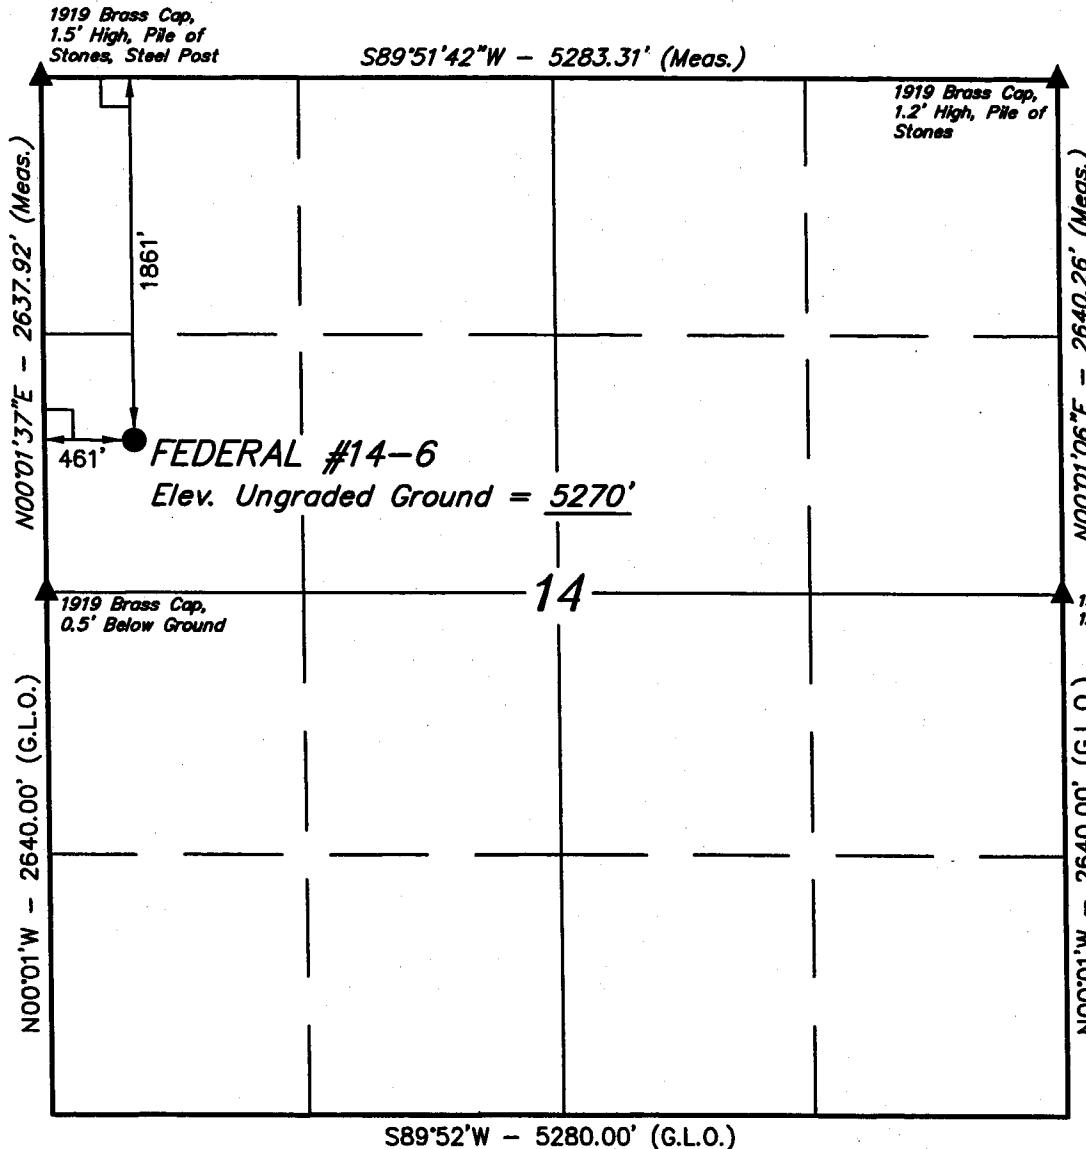 1919 Brass Cap,
1.5' High, Pile of
Stones, Steel Post
S89°51'42"W - 5283.31' (Meas.)
1919 Brass Cap,
1.2' High, Pile of
Stones
N00°01'37"E - 2637.92' (Meas.)
1861'
N00°01'06"E - 2640.26' (Meas.)
461'
FEDERAL #14-6
Elev. Ungraded Ground = 5270'
14
1919 Brass Cap,
0.5' Below Ground
N00°01'W - 2640.00' (G.L.O.)
N00°01'W - 2640.00' (G.L.O.)
S89°52'W - 5280.00' (G.L.O.)